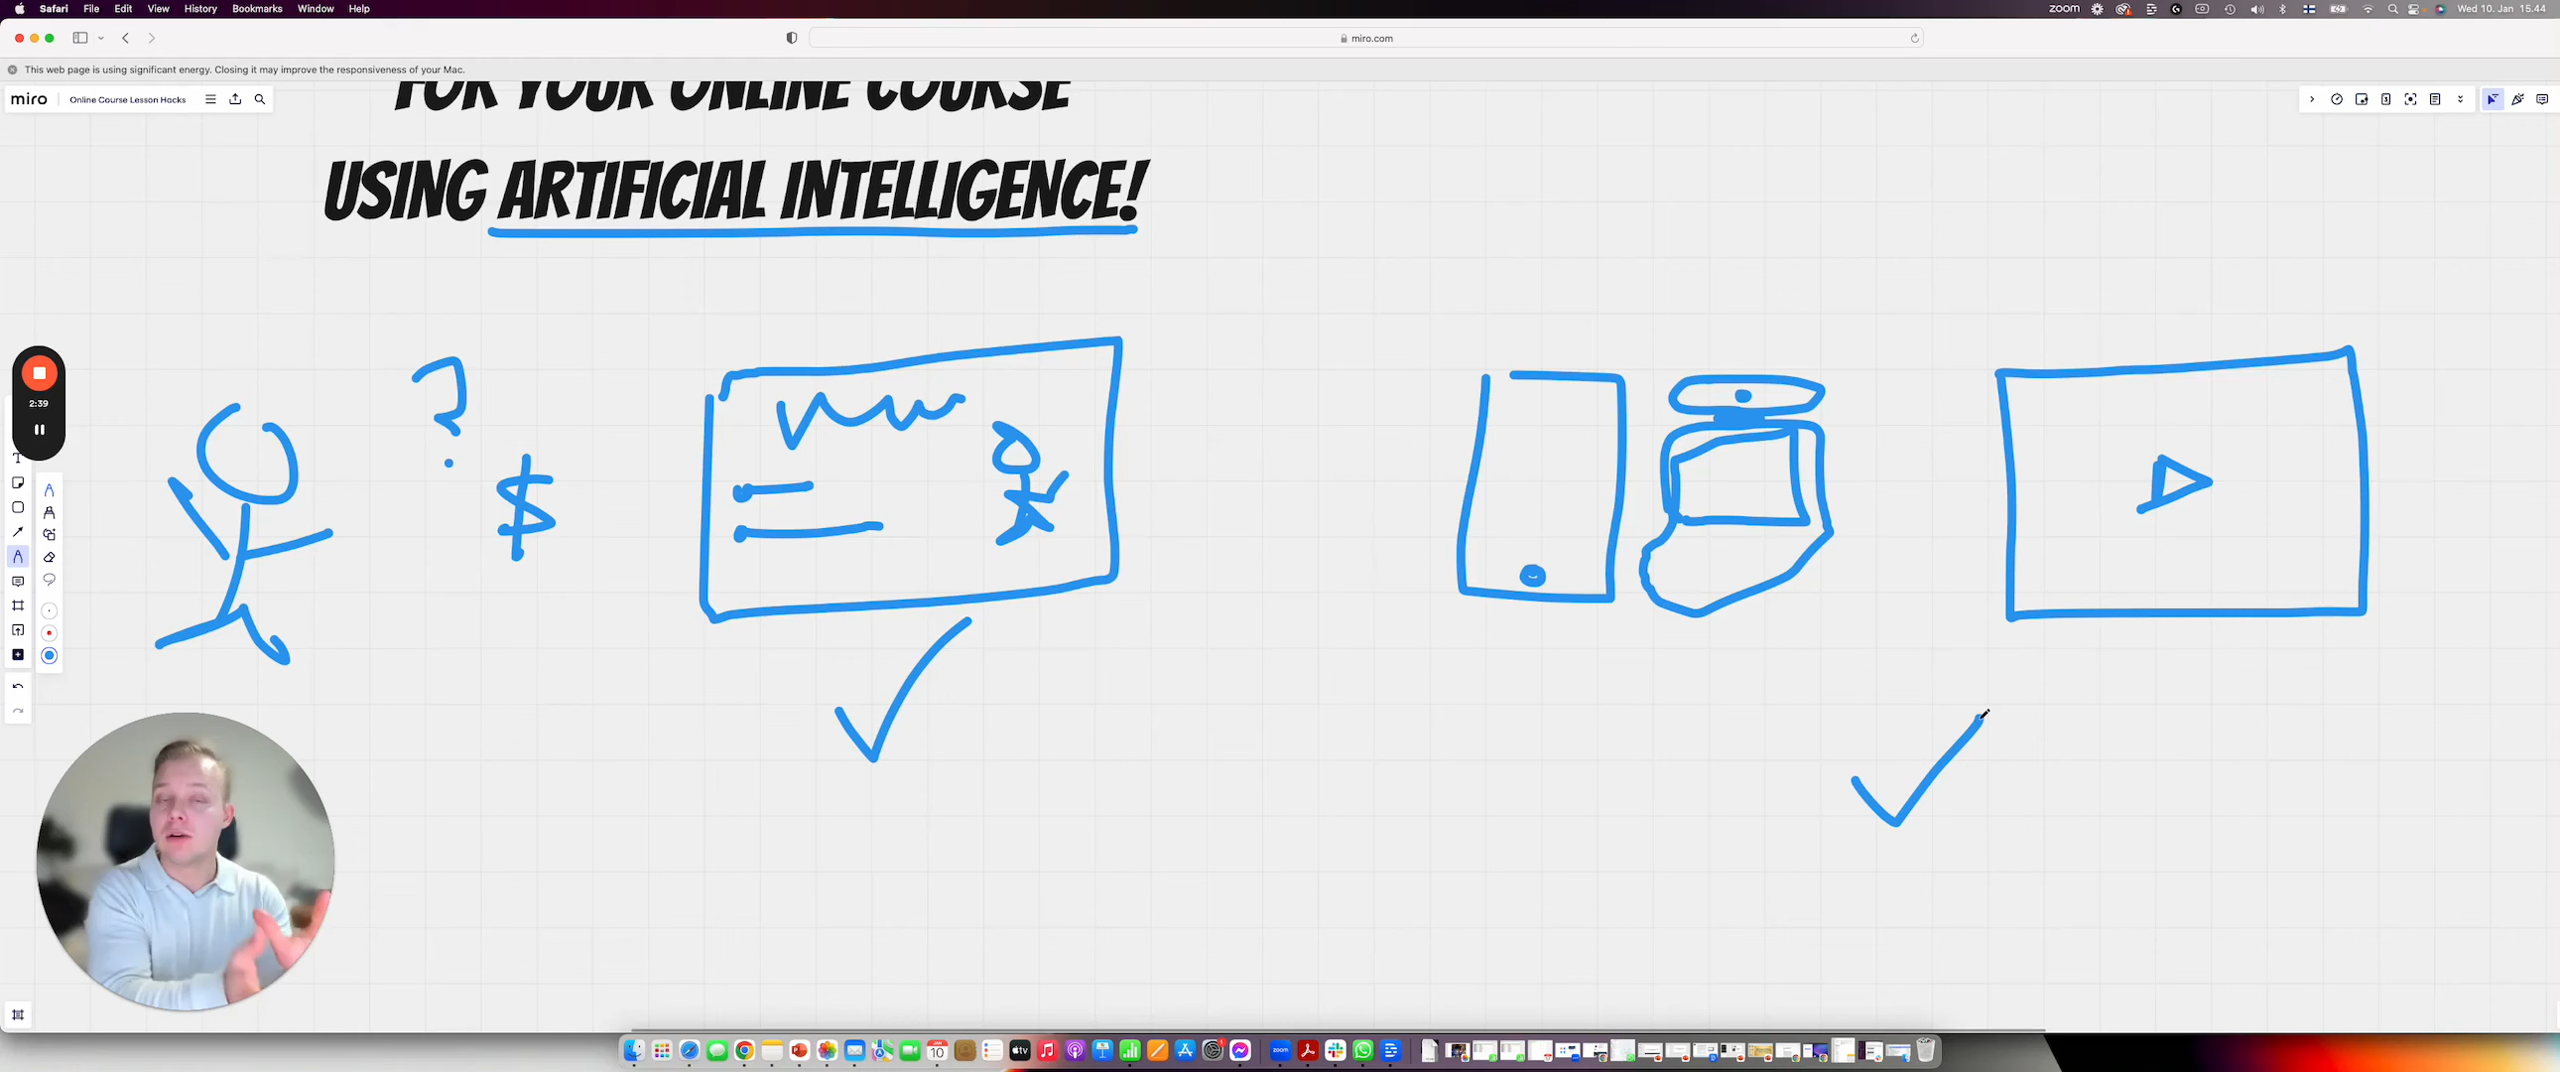 Safari File Edit View History Bookmarks Window Help
zoom
Wed 10. Jan 15.44
miro.com
This web page is using significant energy. Closing it may improve the responsiveness of your Mac.
miro Online Course Lesson Hacks
FOR YOUR ONLINE COURSE
USING ARTIFICIAL INTELLIGENCE!
?
$
2:39
T
10
zoom